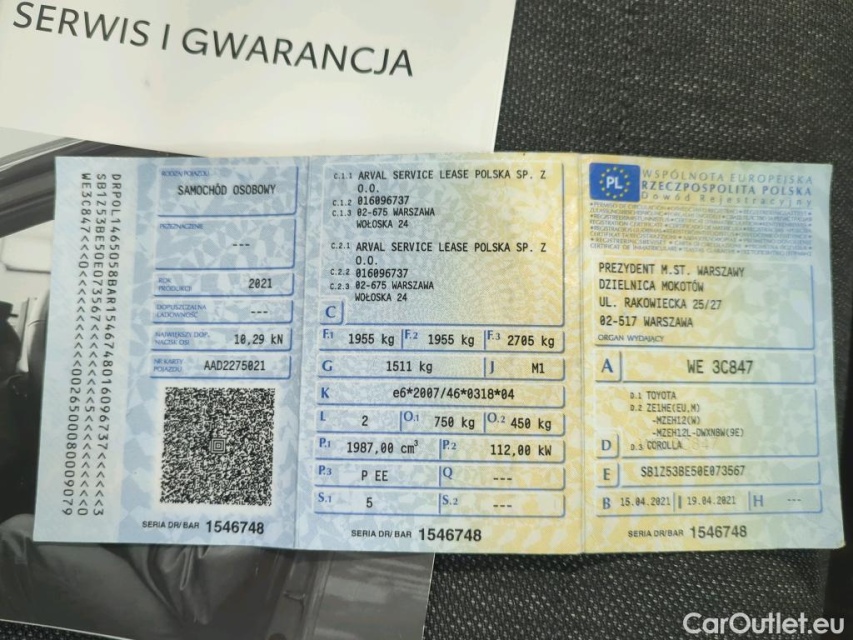 SERWIS I GWARANCJA
DRPOL1465058BAR1546748016096737<<<<<<3
RODZAJ POJAZDU
SAMOCHÓD OSOBOWY
PRZEZNACZENIE
---
ROK PRODUKCJI
2021
DOPUSZCZALNA ŁADOWNOŚĆ
---
NAJWIĘKSZY DOP. NACISK OSI
10,29 kN
NR KARTY POJAZDU
AAD2275021
SERIA DR/BAR 1546748
C.1.1 ARVAL SERVICE LEASE POLSKA SP. Z
O.O.
C.1.2 016096737
C.1.3 02-675 WARSZAWA
WOŁOSKA 24
C.2.1 ARVAL SERVICE LEASE POLSKA SP. Z
O.O.
C.2.2 016096737
C.2.3 02-675 WARSZAWA
WOŁOSKA 24
C
F.1 1955 kg F.2 1955 kg F.3 2705 kg
G 1511 kg J M1
K e6*2007/46*0318*04
L 2 O.1 750 kg O.2 450 kg
P.1 1987,00 cm³ P.2 112,00 kW
P.3 P EE Q ---
S.1 5 S.2 ---
SERIA DR/BAR 1546748
PL
WSPÓLNOTA EUROPEJSKA
RZECZPOSPOLITA POLSKA
Dowód Rejestracyjny
PREZYDENT M.ST. WARSZAWY
DZIELNICA MOKOTÓW
UL. RAKOWIECKA 25/27
02-517 WARSZAWA
ORGAN WYDAJĄCY
A WE 3C847
D.1 TOYOTA
D.2 ZE1HE(EU,M)
-MZEH12(W)
-MZEH12L-DWXNBW(9E)
D D.3 COROLLA
E SB1Z53BE50E073567
B 15.04.2021 I 19.04.2021 H ---
SERIA DR/BAR 1546748
CarOutlet.eu